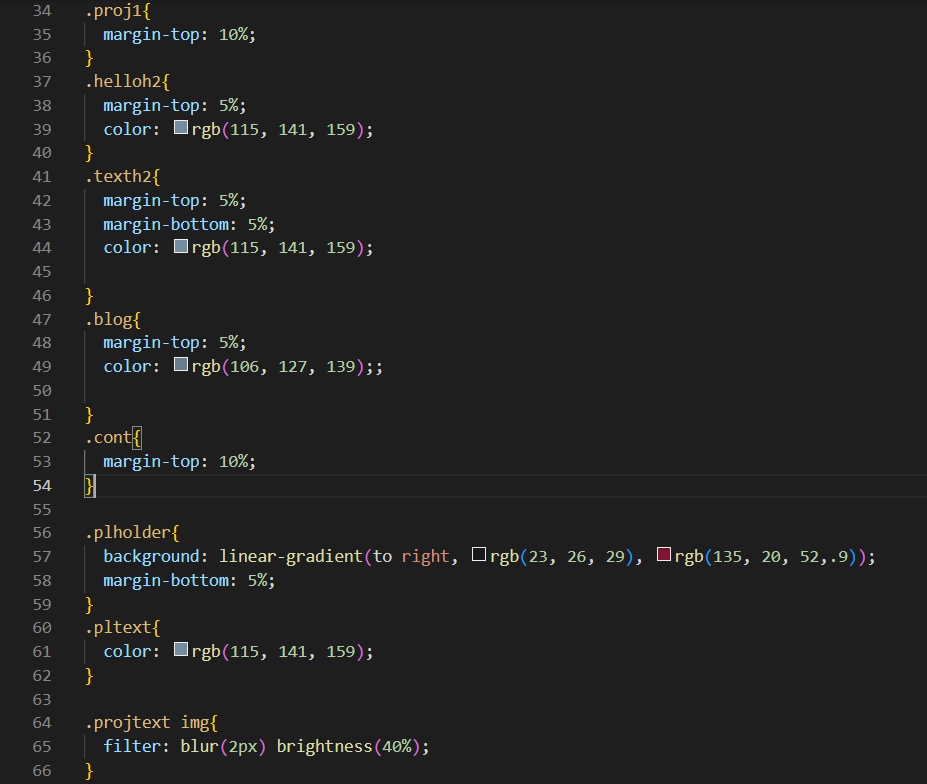 34 .proj1{
35 margin-top: 10%;
36 }
37 .helloh2{
38 margin-top: 5%;
39 color: rgb(115, 141, 159);
40 }
41 .texth2{
42 margin-top: 5%;
43 margin-bottom: 5%;
44 color: rgb(115, 141, 159);
45
46 }
47 .blog{
48 margin-top: 5%;
49 color: rgb(106, 127, 139);;
50
51 }
52 .cont{
53 margin-top: 10%;
54 }
55
56 .plholder{
57 background: linear-gradient(to right, rgb(23, 26, 29), rgb(135, 20, 52,.9));
58 margin-bottom: 5%;
59 }
60 .pltext{
61 color: rgb(115, 141, 159);
62 }
63
64 .projtext img{
65 filter: blur(2px) brightness(40%);
66 }